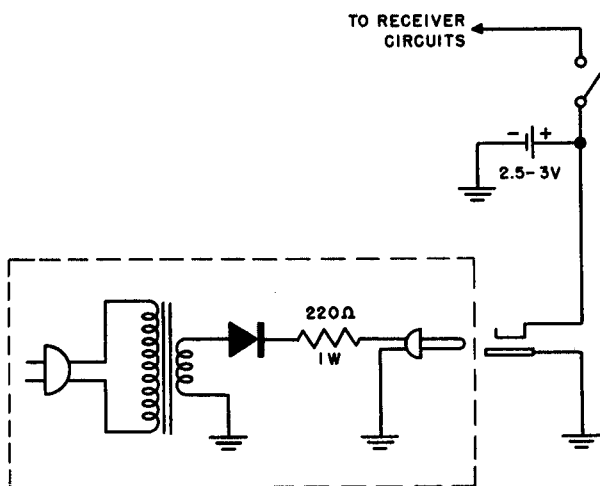 TO RECEIVER
CIRCUITS
- +
2.5-3V
220Ω
1W